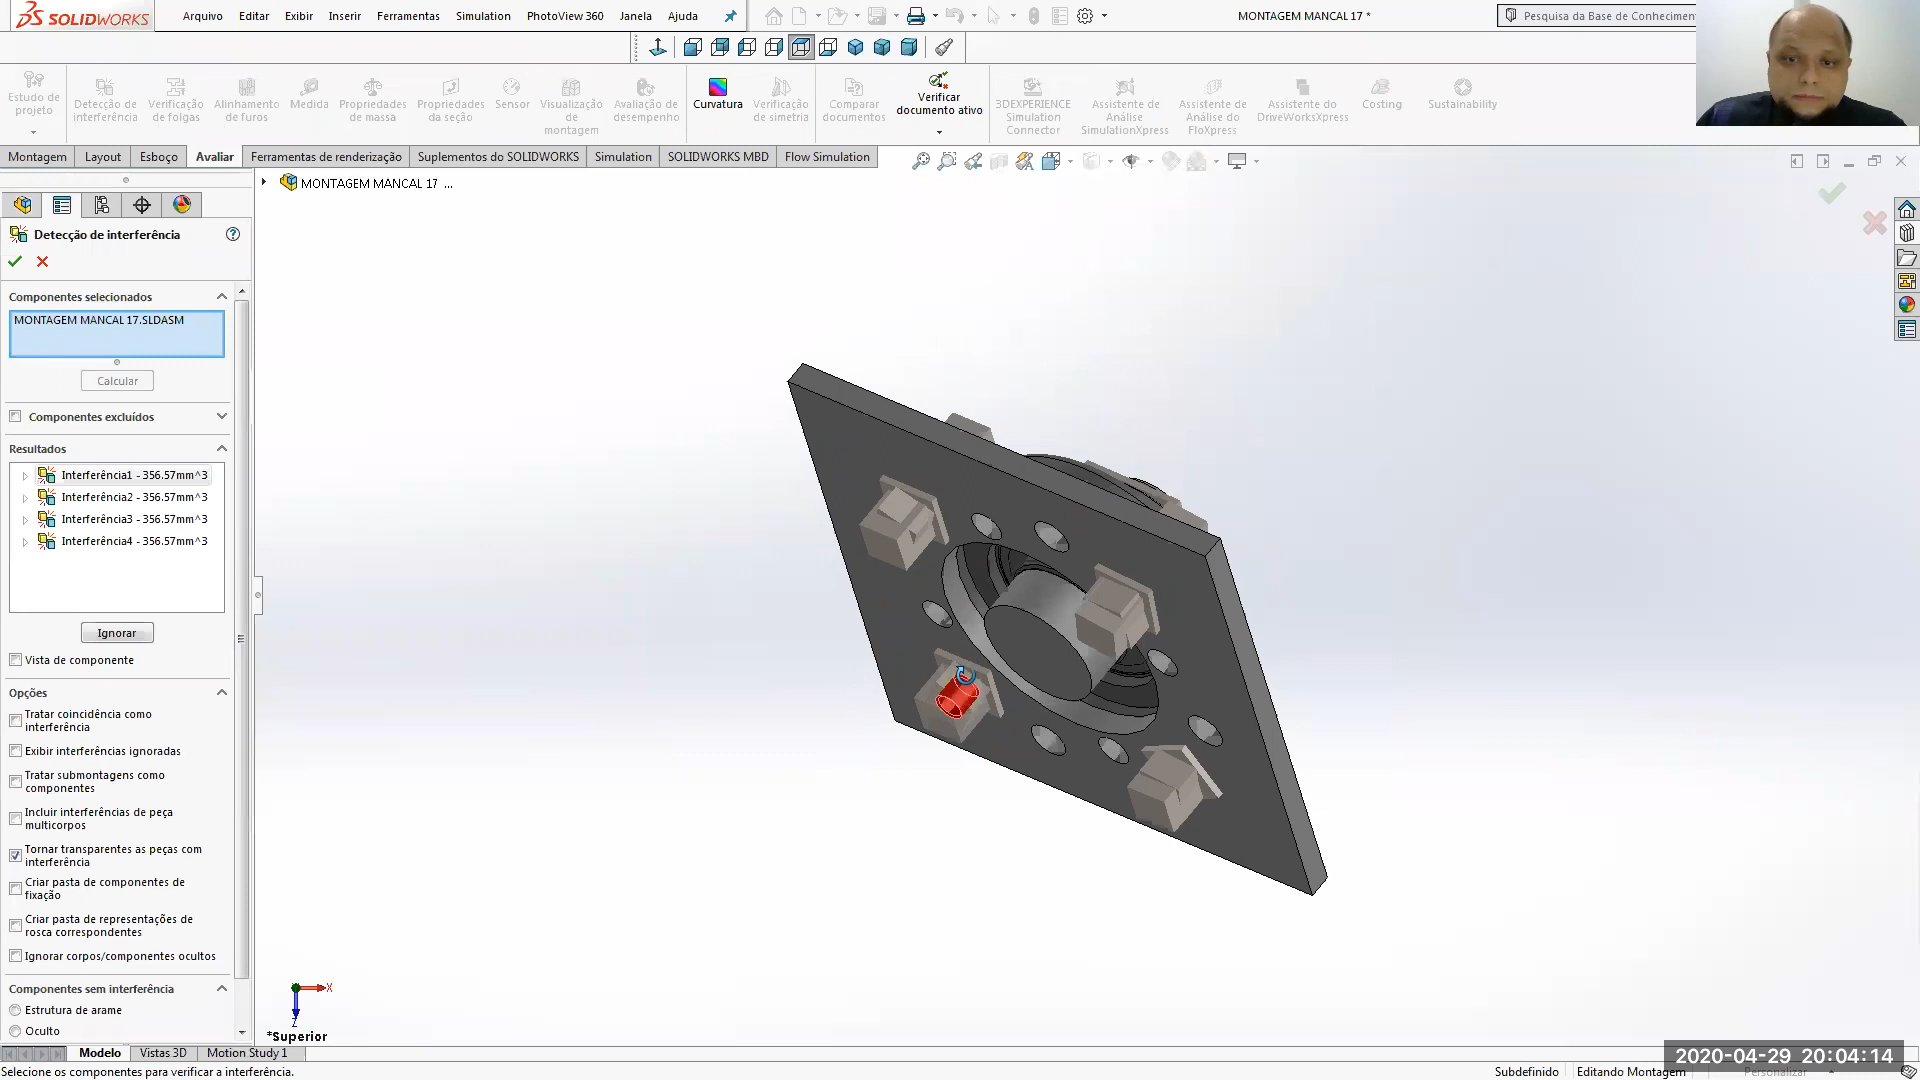 SOLIDWORKS
Arquivo Editar Exibir Inserir Ferramentas Simulation PhotoView 360 Janela Ajuda
MONTAGEM MANCAL 17 *
Pesquisa da Base de Conhecimen
Estudo de projeto
Detecção de interferência
Verificação de folgas
Alinhamento de furos
Medida
Propriedades de massa
Propriedades da seção
Sensor
Visualização de montagem
Avaliação de desempenho
Curvatura
Verificação de simetria
Comparar documentos
Verificar documento ativo
3DEXPERIENCE Simulation Connector
Assistente de Análise SimulationXpress
Assistente de Análise do FloXpress
Assistente do DriveWorksXpress
Costing
Sustainability
Montagem Layout Esboço Avaliar Ferramentas de renderização Suplementos do SOLIDWORKS Simulation SOLIDWORKS MBD Flow Simulation
MONTAGEM MANCAL 17 ...
Detecção de interferência
Componentes selecionados
MONTAGEM MANCAL 17.SLDASM
Calcular
Componentes excluídos
Resultados
Interferência1 - 356.57mm^3
Interferência2 - 356.57mm^3
Interferência3 - 356.57mm^3
Interferência4 - 356.57mm^3
Ignorar
Vista de componente
Opções
Tratar coincidência como
interferência
Exibir interferências ignoradas
Tratar submontagens como
componentes
Incluir interferências de peça
multicorpos
Tornar transparentes as peças com
interferência
Criar pasta de componentes de
fixação
Criar pasta de representações de
rosca correspondentes
Ignorar corpos/componentes ocultos
Componentes sem interferência
Estrutura de arame
Oculto
X
Z
*Superior
Modelo Vistas 3D Motion Study 1
2020-04-29 20:04:14
Selecione os componentes para verificar a interferência.
Subdefinido Editando Montagem Personalizar